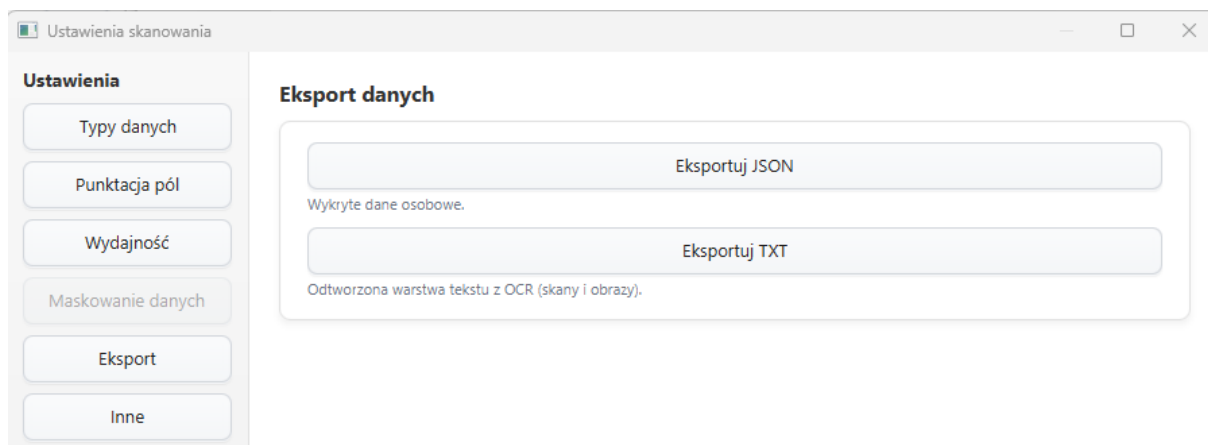 Ustawienia skanowania
Ustawienia
Typy danych
Punktacja pól
Wydajność
Maskowanie danych
Eksport
Inne
Eksport danych
Eksportuj JSON
Wykryte dane osobowe.
Eksportuj TXT
Odtworzona warstwa tekstu z OCR (skany i obrazy).